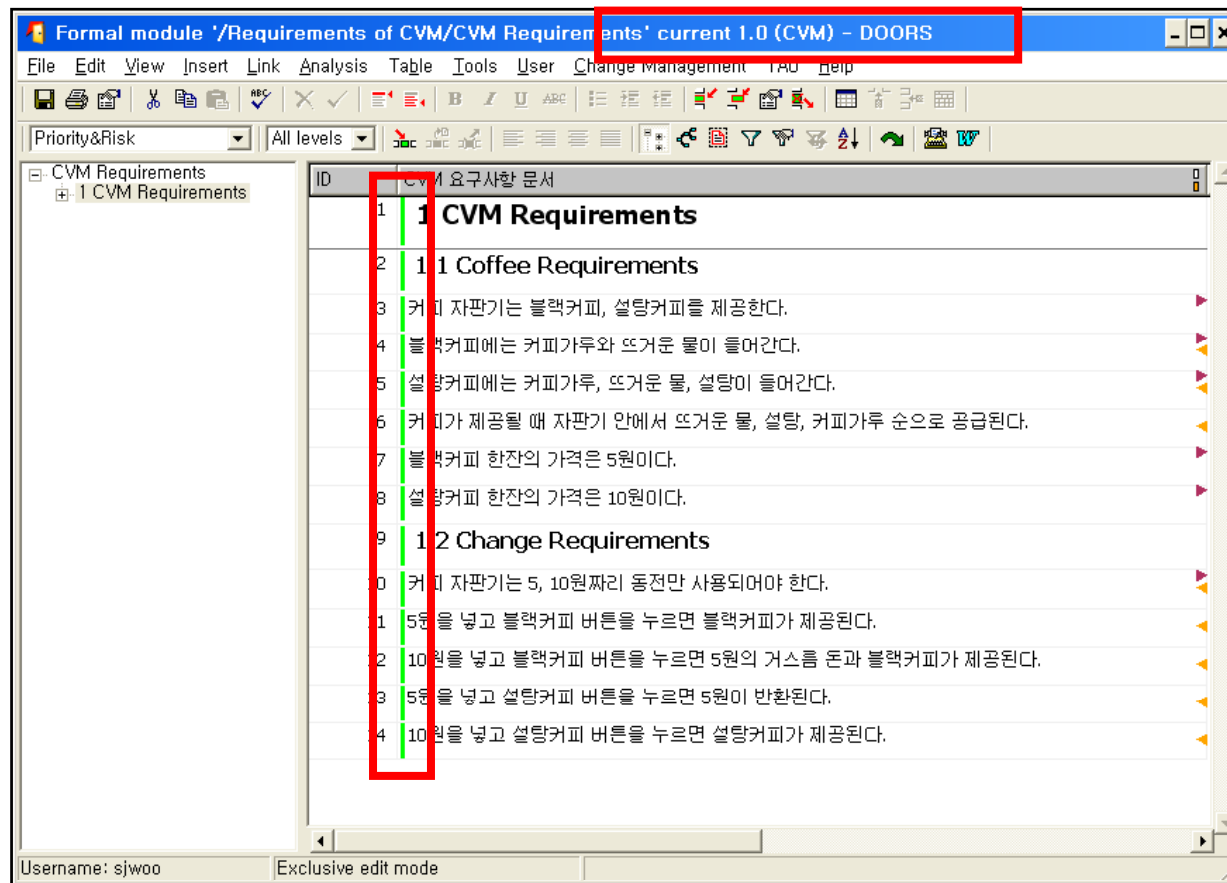 Formal module '/Requirements of CVM/CVM Requirements' current 1.0 (CVM) - DOORS
File Edit View Insert Link Analysis Table Tools User Change Management TAU Help
Priority&Risk All levels
CVM Requirements
1 CVM Requirements
ID CVM 요구사항 문서
1 1 CVM Requirements
2 1.1 Coffee Requirements
3 커피 자판기는 블랙커피, 설탕커피를 제공한다.
4 블랙커피에는 커피가루와 뜨거운 물이 들어간다.
5 설탕커피에는 커피가루, 뜨거운 물, 설탕이 들어간다.
6 커피가 제공될 때 자판기 안에서 뜨거운 물, 설탕, 커피가루 순으로 공급된다.
7 블랙커피 한잔의 가격은 5원이다.
8 설탕커피 한잔의 가격은 10원이다.
9 1.2 Change Requirements
10 커피 자판기는 5, 10원짜리 동전만 사용되어야 한다.
11 5원을 넣고 블랙커피 버튼을 누르면 블랙커피가 제공된다.
12 10원을 넣고 블랙커피 버튼을 누르면 5원의 거스름 돈과 블랙커피가 제공된다.
13 5원을 넣고 설탕커피 버튼을 누르면 5원이 반환된다.
14 10원을 넣고 설탕커피 버튼을 누르면 설탕커피가 제공된다.
Username: sjwoo Exclusive edit mode